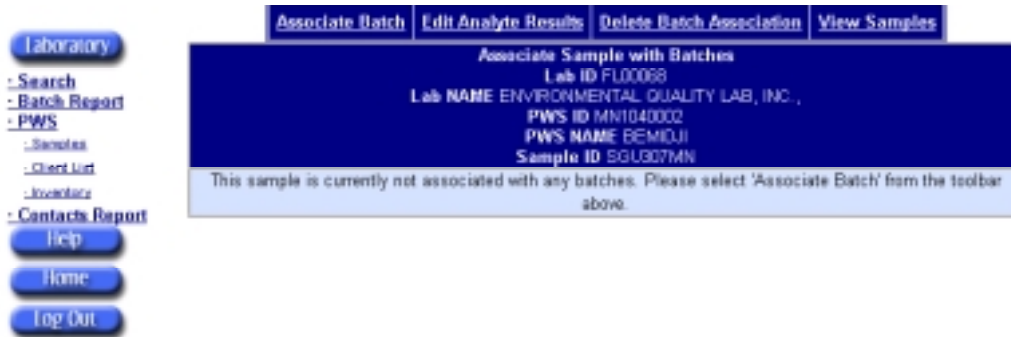 Associate Batch Edit Analyte Results Delete Batch Association View Samples
Laboratory
· Search
· Batch Report
· PWS
· Samples
· Client List
· Inventory
· Contacts Report
Help
Home
Log Out
Associate Sample with Batches
Lab ID FL00068
Lab NAME ENVIRONMENTAL QUALITY LAB, INC.,
PWS ID MN1040002
PWS NAME BEMIDJI
Sample ID SGU307MN
This sample is currently not associated with any batches. Please select 'Associate Batch' from the toolbar
above.